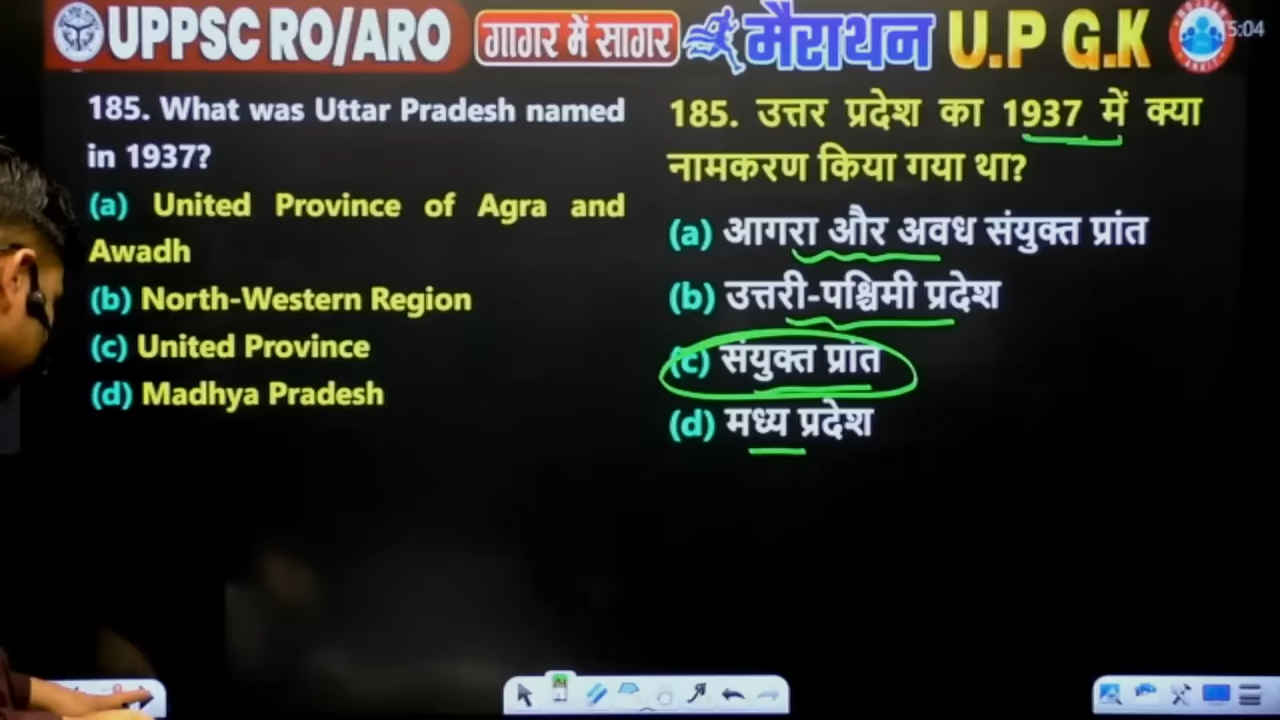 UPPSC RO/ARO गागर में सागर मैराथन U.P G.K 5:04
185. What was Uttar Pradesh named
in 1937?
(a) United Province of Agra and
Awadh
(b) North-Western Region
(c) United Province
(d) Madhya Pradesh
185. उत्तर प्रदेश का 1937 में क्या
नामकरण किया गया था?
(a) आगरा और अवध संयुक्त प्रांत
(b) उत्तरी-पश्चिमी प्रदेश
(c) संयुक्त प्रांत
(d) मध्य प्रदेश